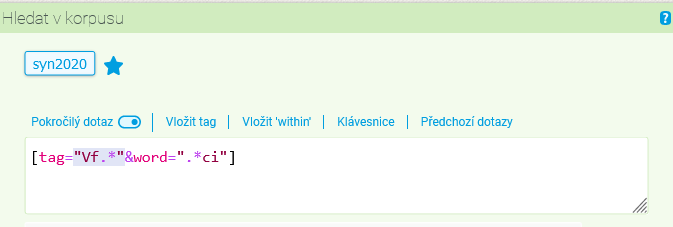 Hledat v korpusu
?
syn2020
Pokročilý dotaz Vložit tag Vložit 'within' Klávesnice Předchozí dotazy
[tag="Vf.*"&word=".*ci"]